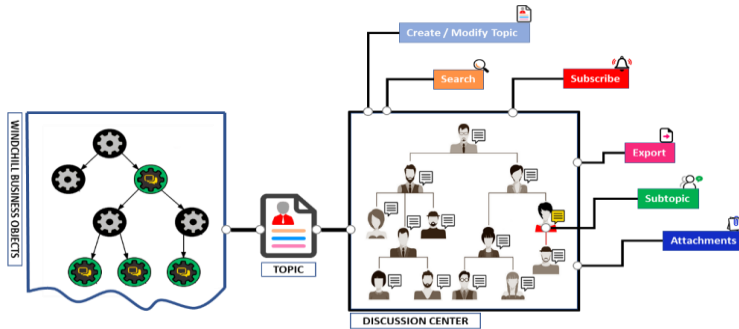 Create / Modify Topic
Search
Subscribe
Export
Subtopic
Attachments
WINDCHILL BUSINESS OBJECTS
TOPIC
DISCUSSION CENTER